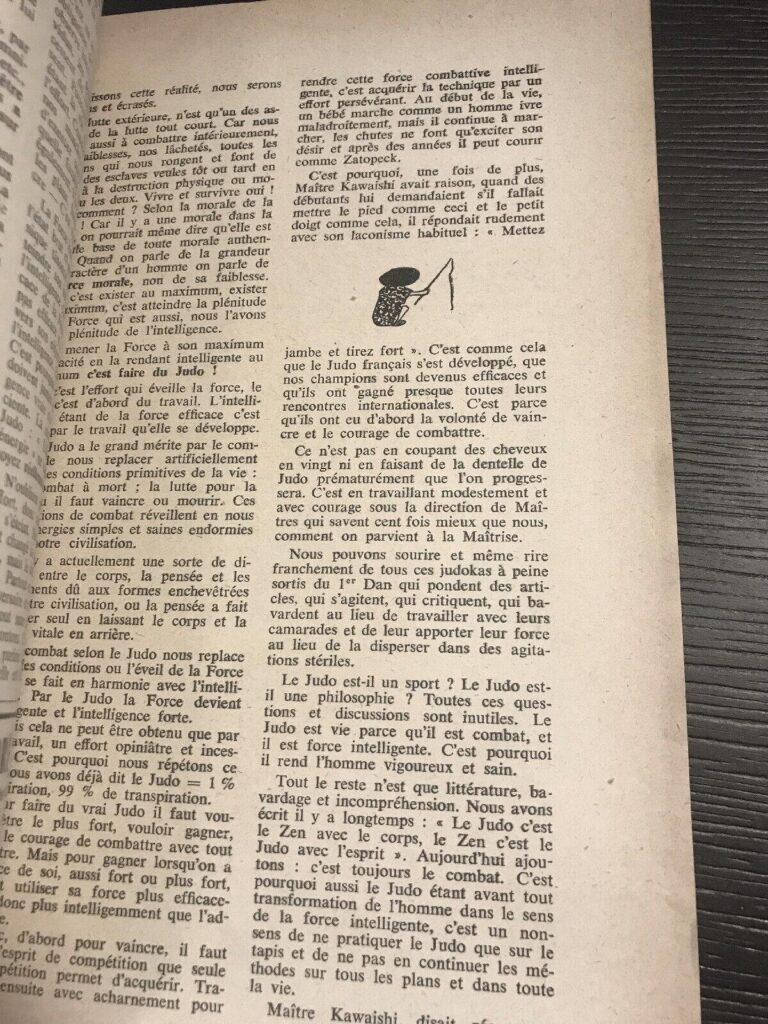 issons cette réalité, nous serons
et écrasés.
lutte extérieure, n'est qu'un des as-
de la lutte tout court. Car nous
aussi à combattre intérieurement,
aiblesses, nos lâchetés, toutes les
ns qui nous rongent et font de
des esclaves veules tôt ou tard en
à la destruction physique ou mo-
u les deux. Vivre et survivre oui !
comment ? Selon la morale de la
! Car il y a une morale dans la
on pourrait même dire qu'elle est
base de toute morale authen-
Quand on parle de la grandeur
ractère d'un homme on parle de
rce morale, non de sa faiblesse.
c'est exister au maximum, exister
aximum, c'est atteindre la plénitude
Force qui est aussi, nous l'avons
plénitude de l'intelligence.
mener la Force à son maximum
acité en la rendant intelligente au
num c'est faire du Judo !
'est l'effort qui éveille la force, le
c'est d'abord du travail. L'intelli-
étant de la force efficace c'est
par le travail qu'elle se développe.
Judo a le grand mérite par le com-
de nous replacer artificiellement
les conditions primitives de la vie :
ombat à mort ; la lutte pour la
il faut vaincre ou mourir. Ces
ions de combat réveillent en nous
nergies simples et saines endormies
notre civilisation.
y a actuellement une sorte de di-
entre le corps, la pensée et les
ments dû aux formes enchevêtrées
tre civilisation, ou la pensée a fait
er seul en laissant le corps et la
vitale en arrière.
combat selon le Judo nous replace
es conditions ou l'éveil de la Force
se fait en harmonie avec l'intelli-
Par le Judo la Force devient
gente et l'intelligence forte.
is cela ne peut être obtenu que par
avail, un effort opiniâtre et inces-
C'est pourquoi nous répétons ce
ous avons déjà dit le Judo = 1 %
iration, 99 % de transpiration.
ur faire du vrai Judo il faut vou-
être le plus fort, vouloir gagner,
le courage de combattre avec tout
tre. Mais pour gagner lorsqu'on a
ce de soi, aussi fort ou plus fort,
t utiliser sa force plus efficace-
donc plus intelligemment que l'ad-
e.
c, d'abord pour vaincre, il faut
'esprit de compétition que seule
pétition permet d'acquérir. Tra-
ensuite avec acharnement pour
rendre cette force combattive intelli-
gente, c'est acquérir la technique par un
effort persévérant. Au début de la vie,
un bébé marche comme un homme ivre
maladroitement, mais il continue à mar-
cher, les chutes ne font qu'exciter son
désir et après des années il peut courir
comme Zatopeck.
C'est pourquoi, une fois de plus,
Maître Kawaishi avait raison, quand des
débutants lui demandaient s'il fallait
mettre le pied comme ceci et le petit
doigt comme cela, il répondait rudement
avec son laconisme habituel : « Mettez
jambe et tirez fort ». C'est comme cela
que le Judo français s'est développé, que
nos champions sont devenus efficaces et
qu'ils ont gagné presque toutes leurs
rencontres internationales. C'est parce
qu'ils ont eu d'abord la volonté de vain-
cre et le courage de combattre.
Ce n'est pas en coupant des cheveux
en vingt ni en faisant de la dentelle de
Judo prématurément que l'on progres-
sera. C'est en travaillant modestement et
avec courage sous la direction de Maî-
tres qui savent cent fois mieux que nous,
comment on parvient à la Maîtrise.
Nous pouvons sourire et même rire
franchement de tous ces judokas à peine
sortis du 1er Dan qui pondent des arti-
cles, qui s'agitent, qui critiquent, qui ba-
vardent au lieu de travailler avec leurs
camarades et de leur apporter leur force
au lieu de la disperser dans des agita-
tions stériles.
Le Judo est-il un sport ? Le Judo est-
il une philosophie ? Toutes ces ques-
tions et discussions sont inutiles. Le
Judo est vie parce qu'il est combat, et
il est force intelligente. C'est pourquoi
il rend l'homme vigoureux et sain.
Tout le reste n'est que littérature, ba-
vardage et incompréhension. Nous avons
écrit il y a longtemps : « Le Judo c'est
le Zen avec le corps, le Zen c'est le
Judo avec l'esprit ». Aujourd'hui ajou-
tons : c'est toujours le combat. C'est
pourquoi aussi le Judo étant avant tout
transformation de l'homme dans le sens
de la force intelligente, c'est un non-
sens de ne pratiquer le Judo que sur le
tapis et de ne pas en continuer les mé-
thodes sur tous les plans et dans toute
la vie.
Maître Kawaishi disait